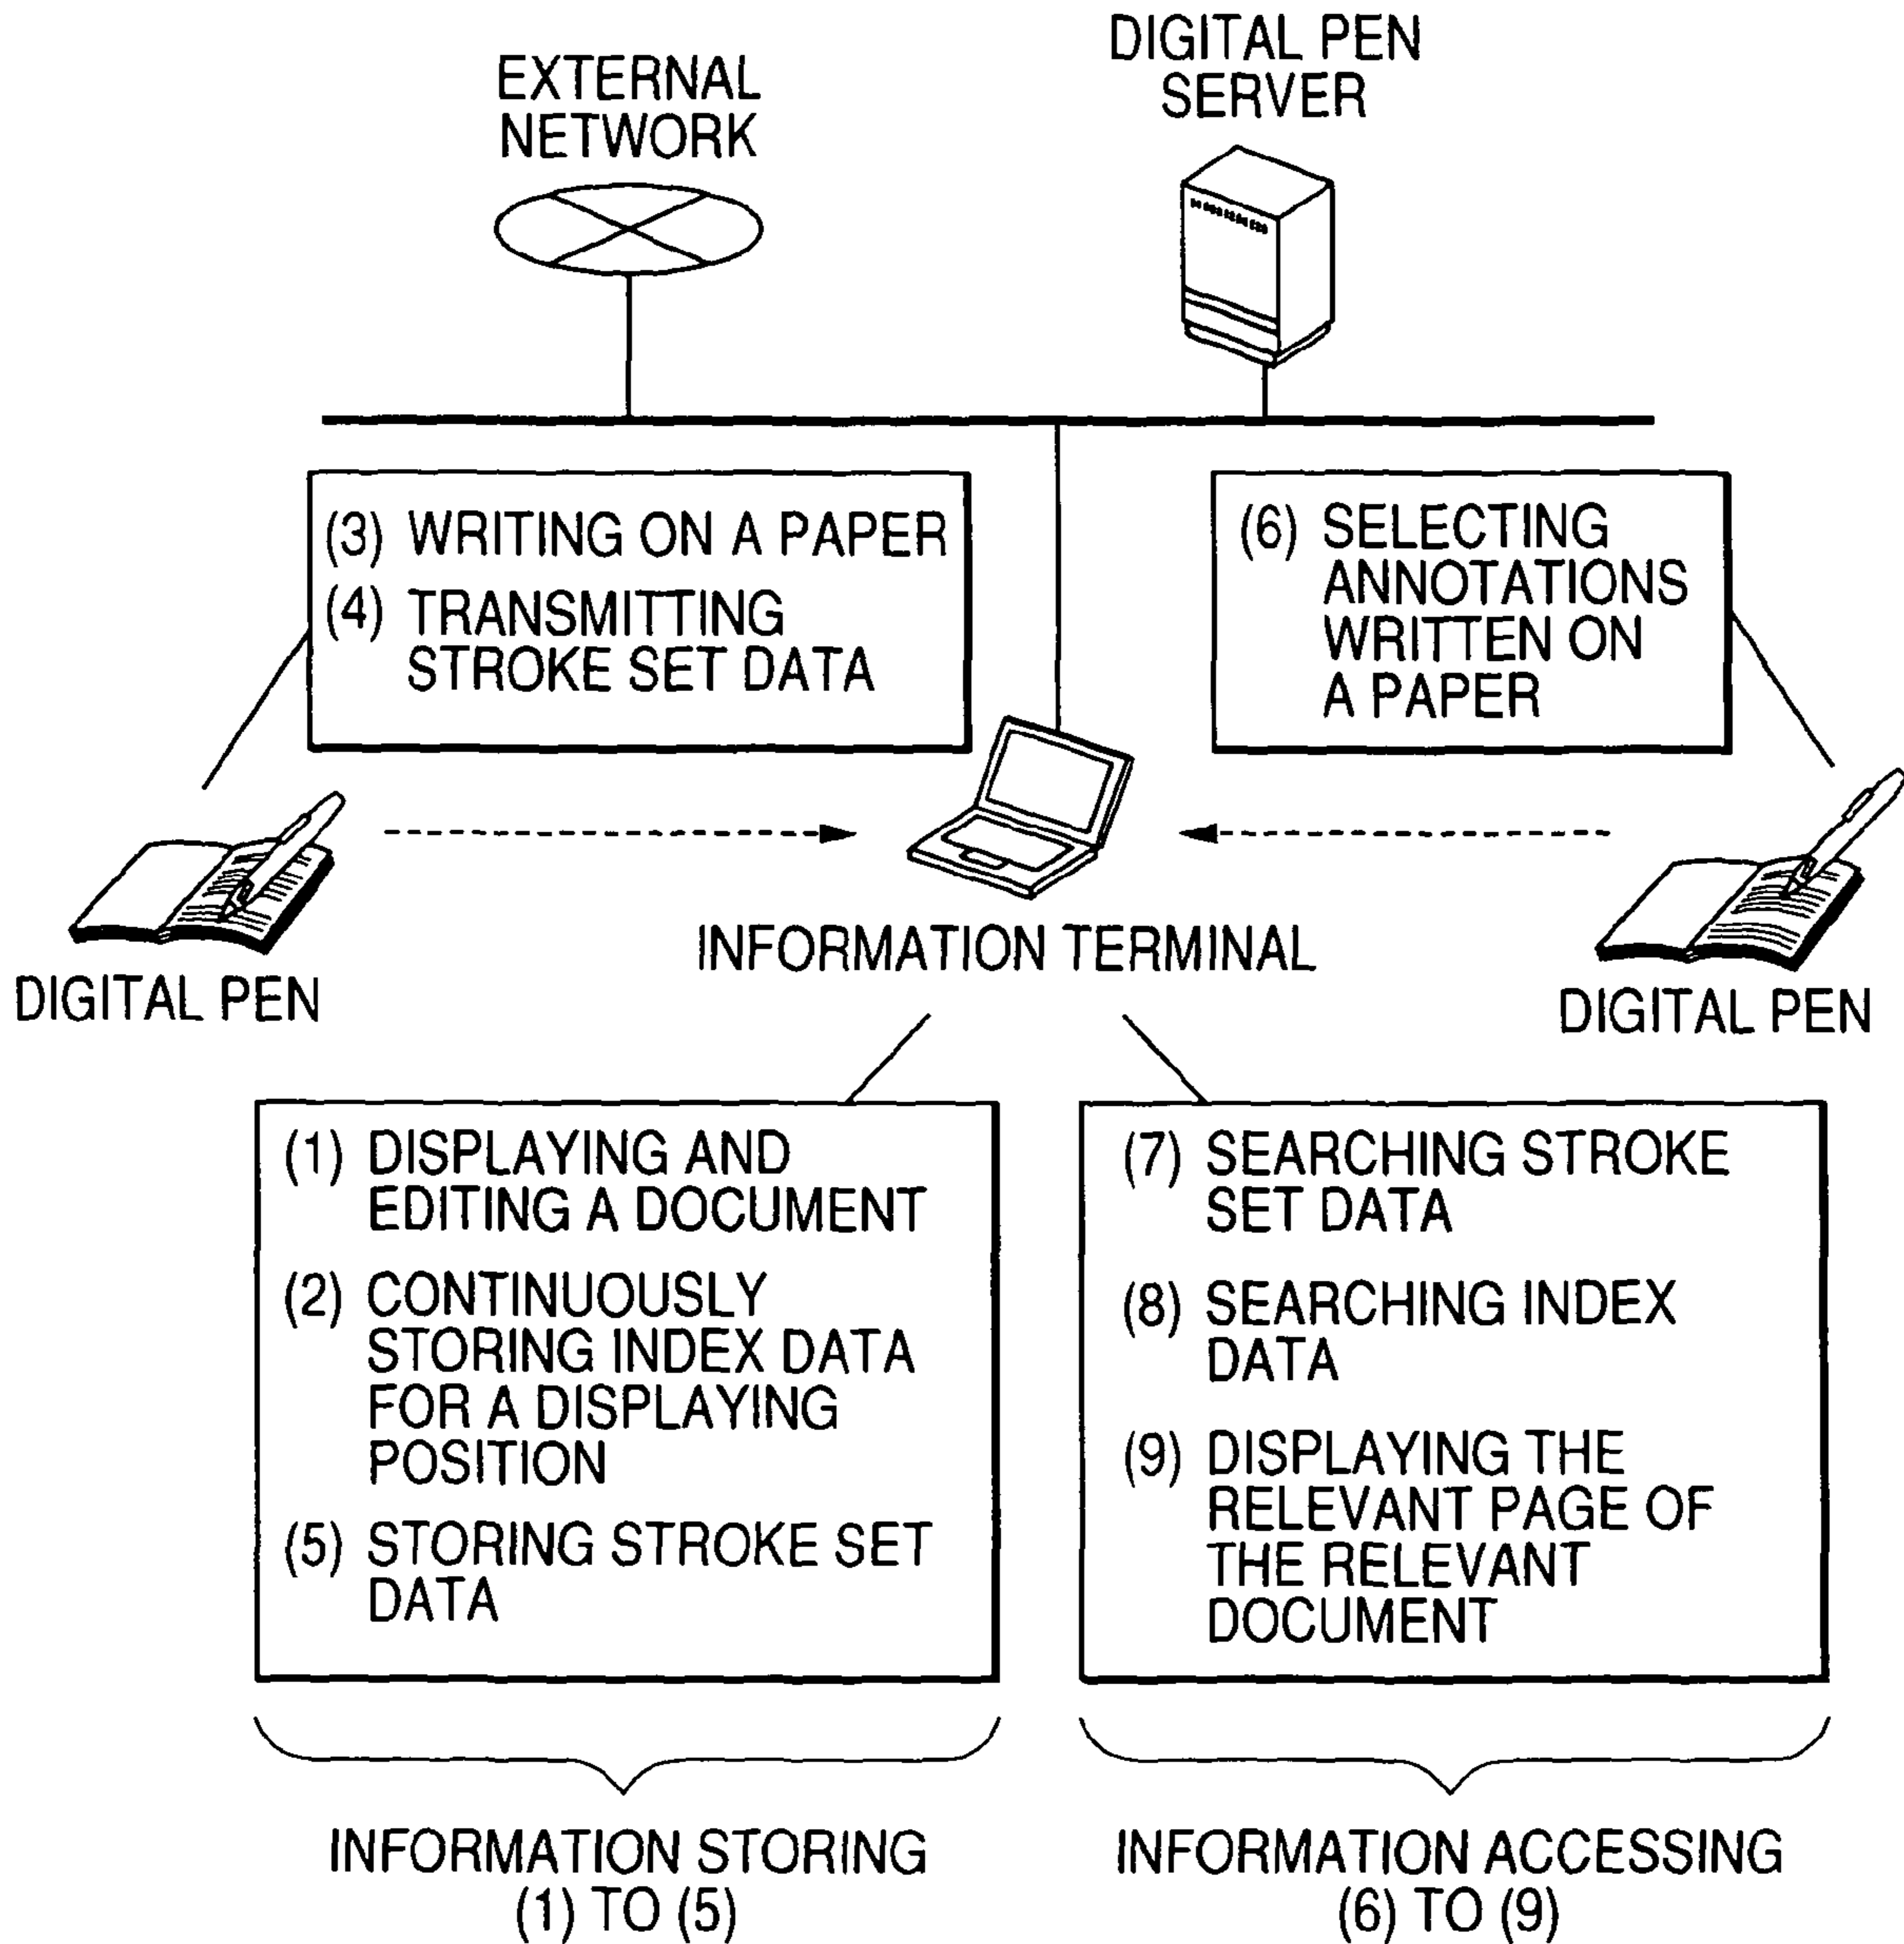 EXTERNAL
NETWORK
DIGITAL PEN
SERVER
(3) WRITING ON A PAPER
(4) TRANSMITTING
STROKE SET DATA
(6) SELECTING
ANNOTATIONS
WRITTEN ON
A PAPER
DIGITAL PEN
INFORMATION TERMINAL
DIGITAL PEN
(1) DISPLAYING AND
EDITING A DOCUMENT
(2) CONTINUOUSLY
STORING INDEX DATA
FOR A DISPLAYING
POSITION
(5) STORING STROKE SET
DATA
(7) SEARCHING STROKE
SET DATA
(8) SEARCHING INDEX
DATA
(9) DISPLAYING THE
RELEVANT PAGE OF
THE RELEVANT
DOCUMENT
INFORMATION STORING
(1) TO (5)
INFORMATION ACCESSING
(6) TO (9)